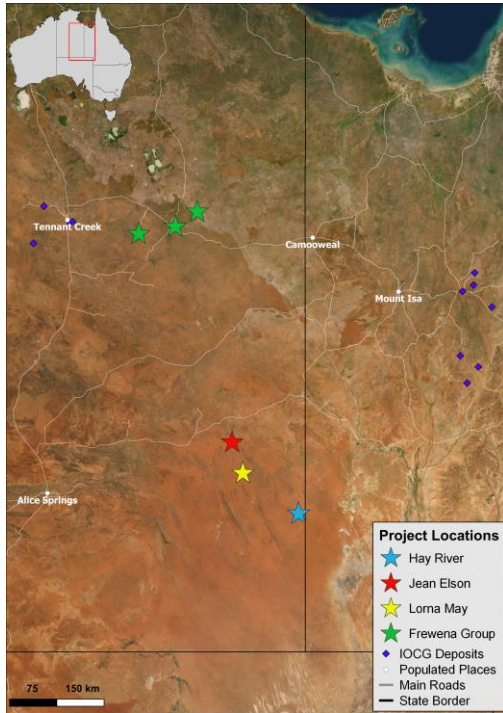 Tennant Creek
Camooweal
Mount Isa
Alice Springs
Project Locations
Hay River
Jean Elson
Lorna May
Frewena Group
IOCG Deposits
Populated Places
Main Roads
State Border
75 150 km